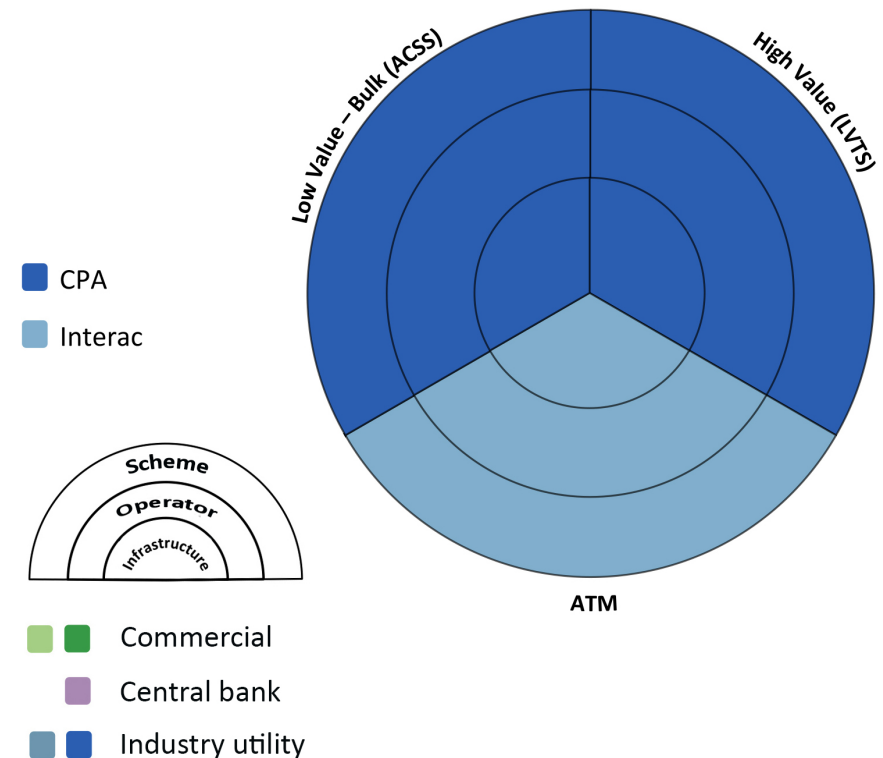 Low Value – Bulk (ACSS)
High Value (LVTS)
CPA
Interac
Scheme
Operator
Infrastructure
ATM
Commercial
Central bank
Industry utility